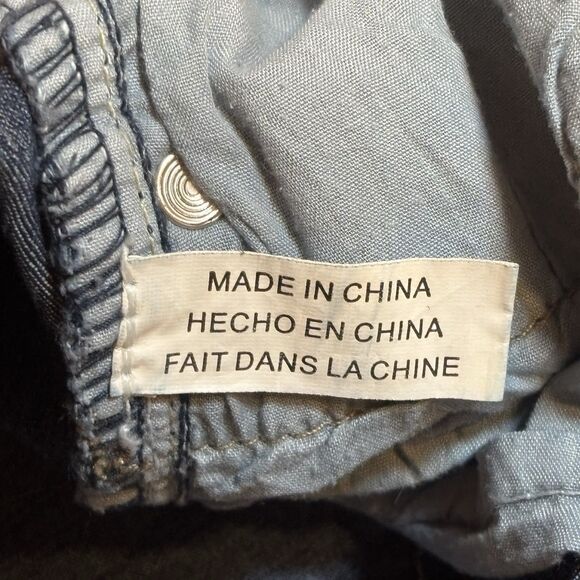 MADE IN CHINA
HECHO EN CHINA
FAIT DANS LA CHINE